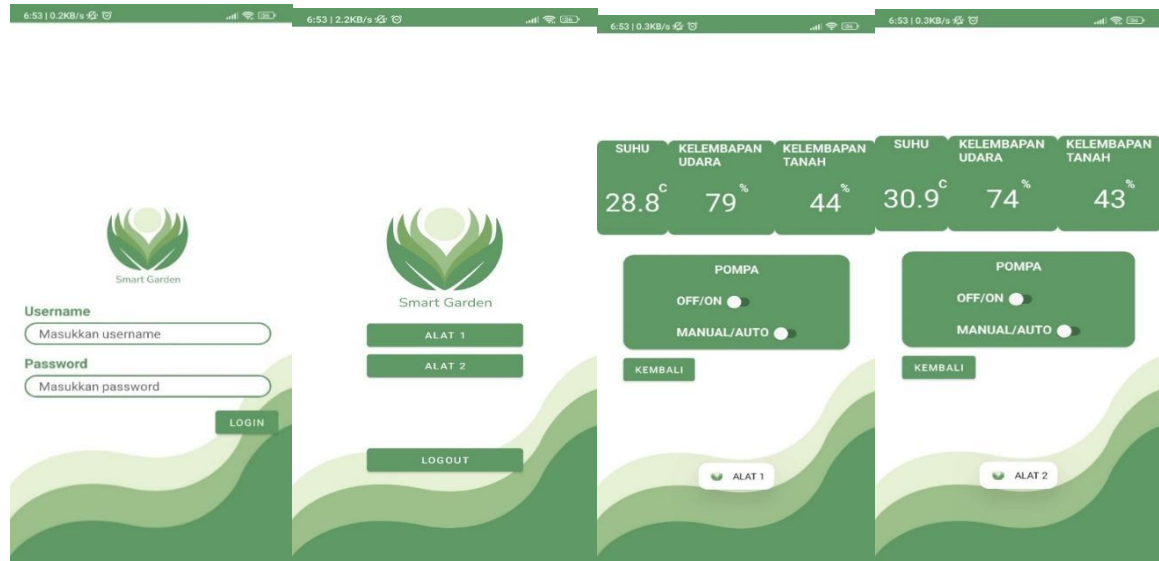 6:53 | 0.2KB/s
Smart Garden
Username
Masukkan username
Password
Masukkan password
LOGIN
6:53 | 2.2KB/s
Smart Garden
ALAT 1
ALAT 2
LOGOUT
6:53 | 0.3KB/s
SUHU
28.8 C
KELEMBAPAN
UDARA
79 %
KELEMBAPAN
TANAH
44 %
POMPA
OFF/ON
MANUAL/AUTO
KEMBALI
ALAT 1
6:53 | 0.3KB/s
SUHU
30.9 C
KELEMBAPAN
UDARA
74 %
KELEMBAPAN
TANAH
43 %
POMPA
OFF/ON
MANUAL/AUTO
KEMBALI
ALAT 2